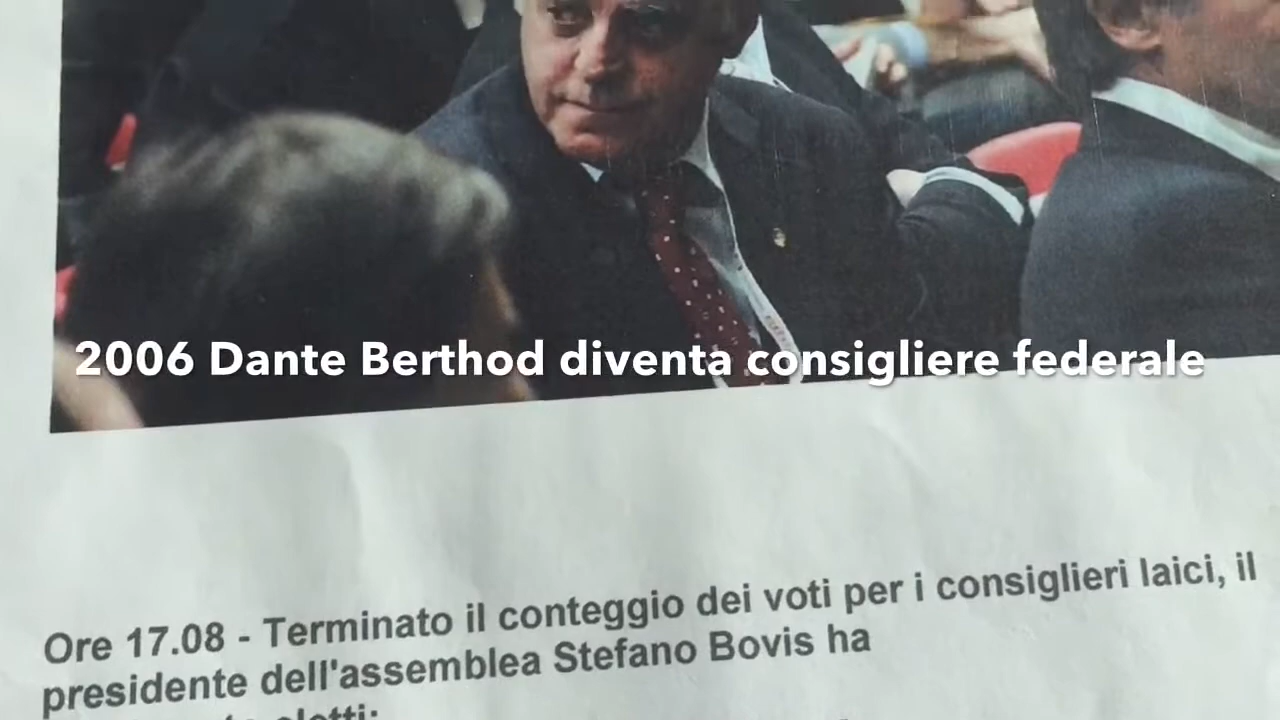 2006 Dante Berthod diventa consigliere federale
Ore 17.08 - Terminato il conteggio dei voti per i consiglieri laici, il
presidente dell'assemblea Stefano Bovis ha
eletti: